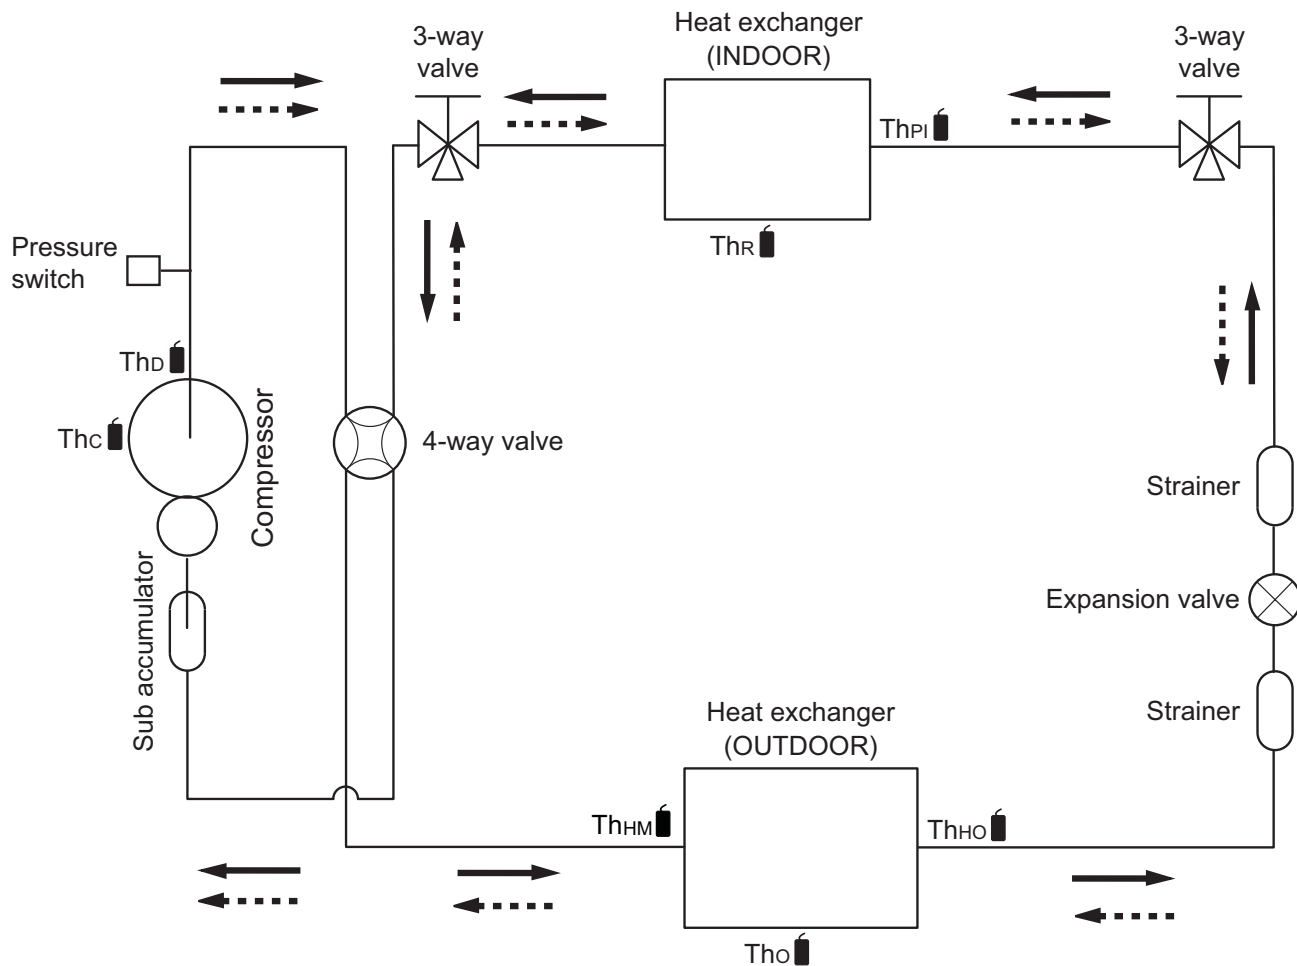 3-way
valve
Heat exchanger
(INDOOR)
3-way
valve
ThPI
ThR
Pressure
switch
ThD
ThC
Compressor
4-way valve
Strainer
Expansion valve
Sub accumulator
Strainer
Heat exchanger
(OUTDOOR)
ThHM
ThHO
ThO